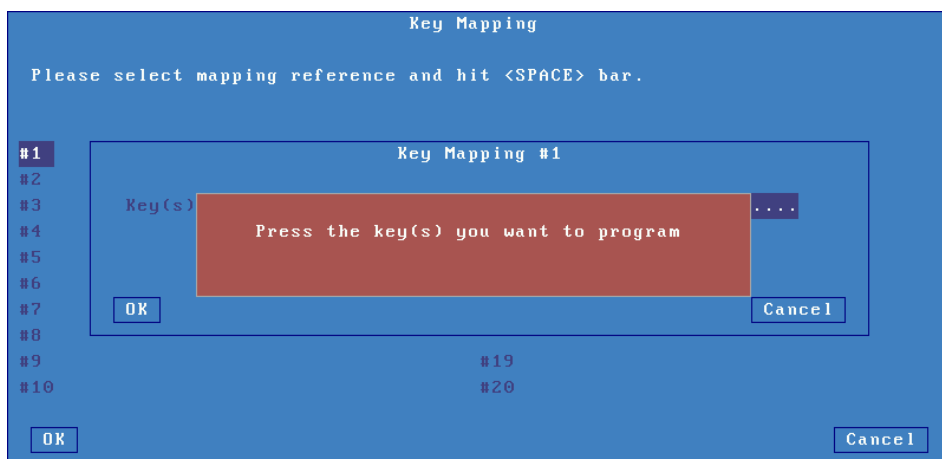 Key Mapping
Please select mapping reference and hit <SPACE> bar.
#1
Key Mapping #1
#2
#3 Key(s) ....
#4 Press the key(s) you want to program
#5
#6
#7 OK Cancel
#8
#9 #19
#10 #20
OK Cancel